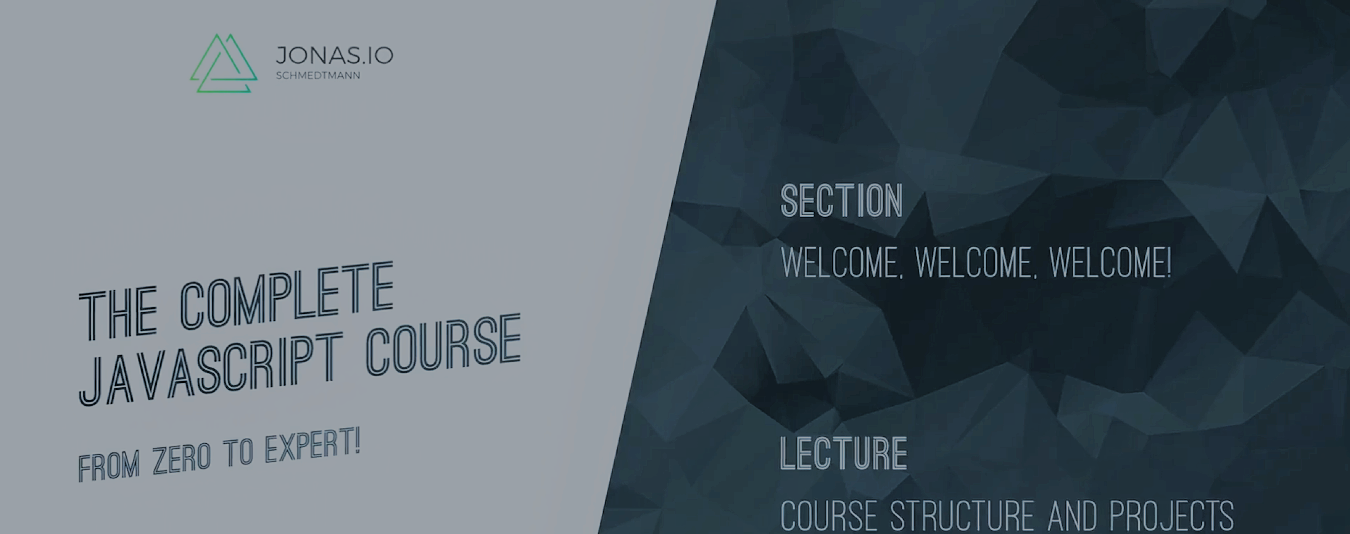 JONAS.IO
SCHMEDTMANN
THE COMPLETE
JAVASCRIPT COURSE
FROM ZERO TO EXPERT!
SECTION
WELCOME, WELCOME, WELCOME!
LECTURE
COURSE STRUCTURE AND PROJECTS